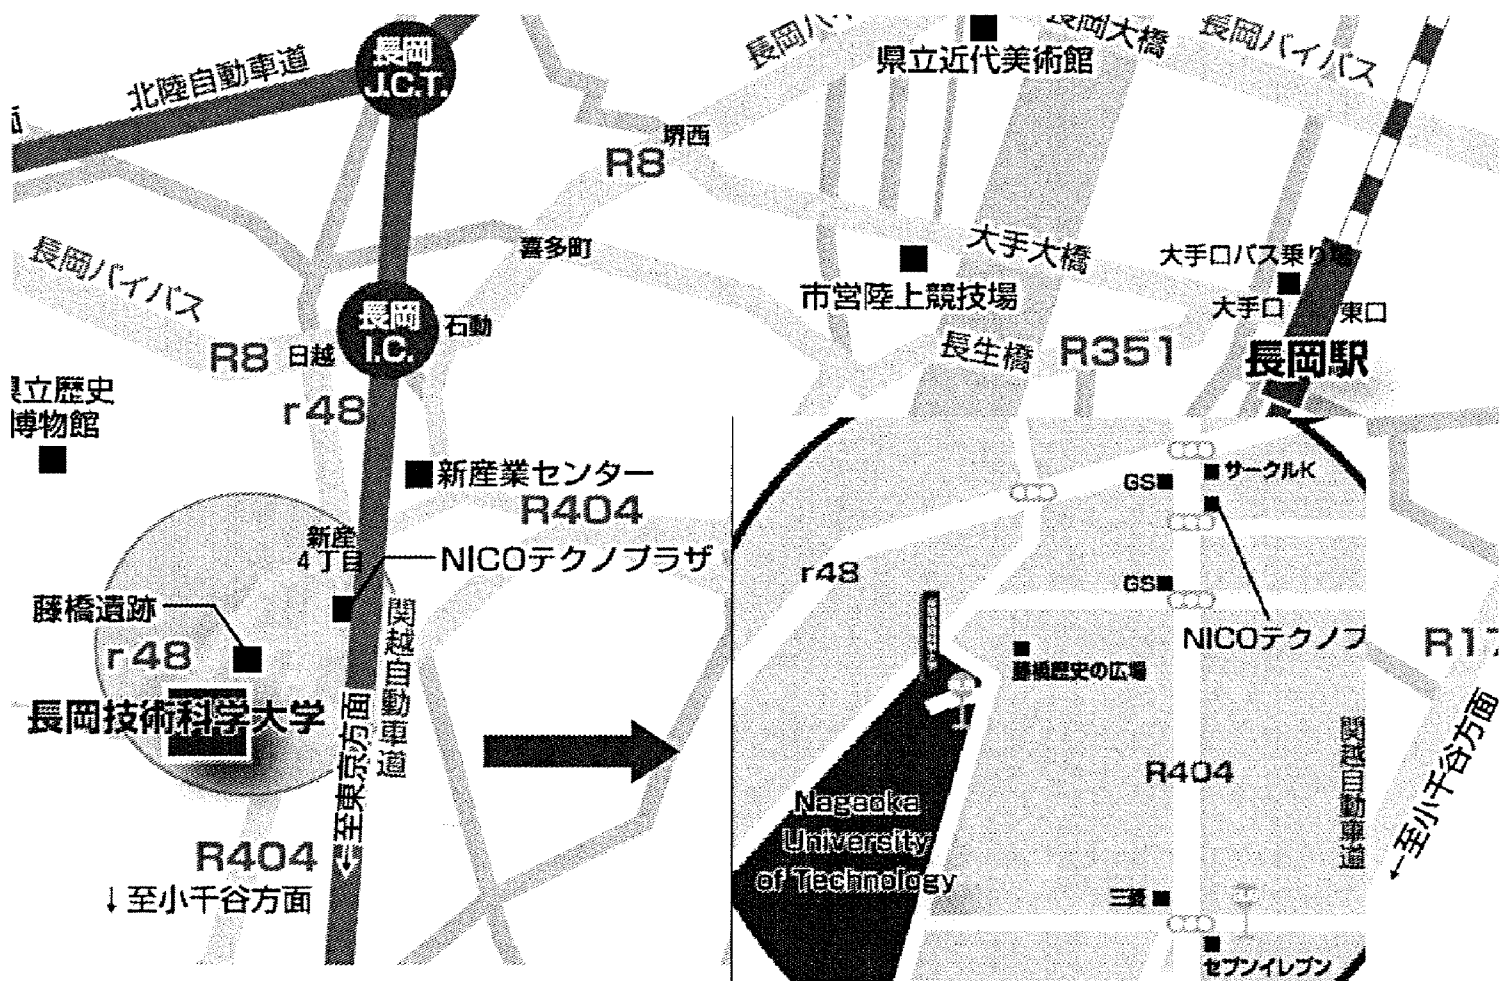 長岡
J.C.T.
北陸自動車道
長岡大橋
長岡バイパス
県立近代美術館
堺西
R8
喜多町
長岡バイパス
大手大橋
市営陸上競技場
大手口バス乗り場
大手口
東口
長岡
I.C.
石動
R8
日越
長生橋
R351
長岡駅
r48
立歴史
博物館
新産業センター
R404
新産
4丁目
NICOテクノプラザ
藤橋遺跡
r48
長岡技術科学大学
関越自動車道
←至東京方面
R404
↓至小千谷方面
GS
サークルK
r48
GS
NICOテクノプ
藤橋歴史の広場
R17
関越自動車道
R404
←至小千谷方面
Nagaoka
University
of Technology
三菱
セブンイレブン